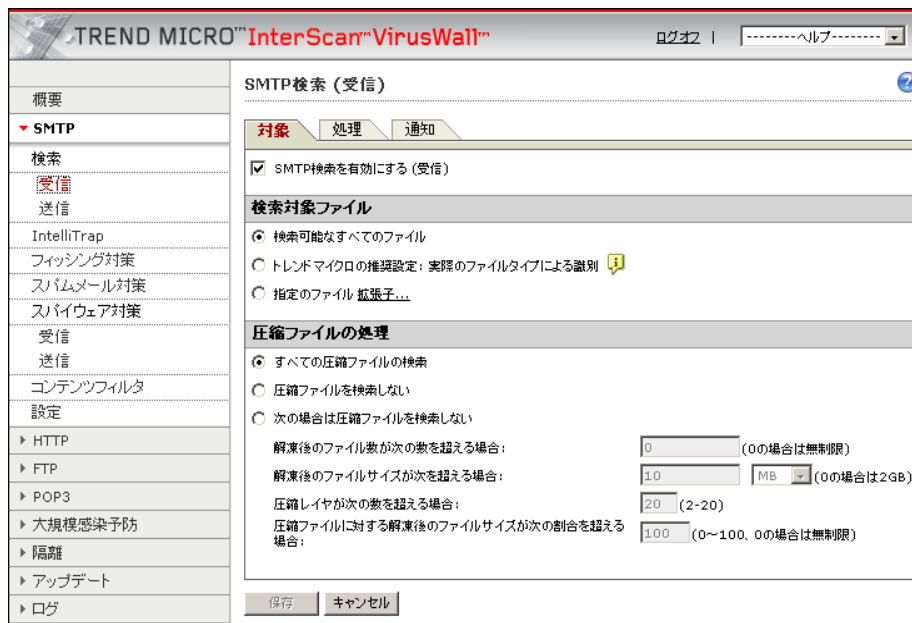 TREND MICRO™ InterScan™ VirusWall™
ログオフ | --------ヘルプ--------
概要
SMTP
検索
受信
送信
IntelliTrap
フィッシング対策
スパムメール対策
スパイウェア対策
受信
送信
コンテンツフィルタ
設定
HTTP
FTP
POP3
大規模感染予防
隔離
アップデート
ログ
SMTP検索 (受信)
?
対象 処理 通知
SMTP検索を有効にする (受信)
検索対象ファイル
検索可能なすべてのファイル
トレンドマイクロの推奨設定: 実際のファイルタイプによる識別
指定のファイル 拡張子...
圧縮ファイルの処理
すべての圧縮ファイルの検索
圧縮ファイルを検索しない
次の場合は圧縮ファイルを検索しない
解凍後のファイル数が次の数を超える場合: 0 (0の場合は無制限)
解凍後のファイルサイズが次を超える場合: 10 MB (0の場合は2GB)
圧縮レイヤが次の数を超える場合: 20 (2-20)
圧縮ファイルに対する解凍後のファイルサイズが次の割合を超える
場合: 100 (0～100、0の場合は無制限)
保存 キャンセル